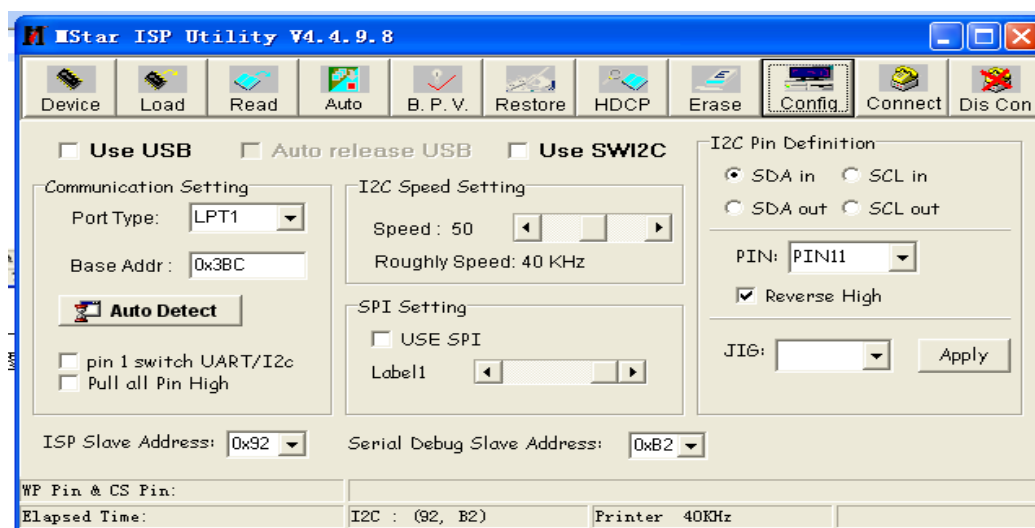 MStar ISP Utility V4.4.9.8
Device Load Read Auto B. P. V. Restore HDCP Erase Config Connect Dis Con
Use USB Auto release USB Use SWI2C
I2C Pin Definition
SDA in SCL in
SDA out SCL out
PIN: PIN11
Reverse High
JIG: Apply
Communication Setting
Port Type: LPT1
Base Addr: 0x3BC
Auto Detect
pin 1 switch UART/I2c
Pull all Pin High
I2C Speed Setting
Speed : 50
Roughly Speed: 40 KHz
SPI Setting
USE SPI
Label1
ISP Slave Address: 0x92 Serial Debug Slave Address: 0xB2
WP Pin & CS Pin:
Elapsed Time: I2C : (92, B2) Printer 40KHz